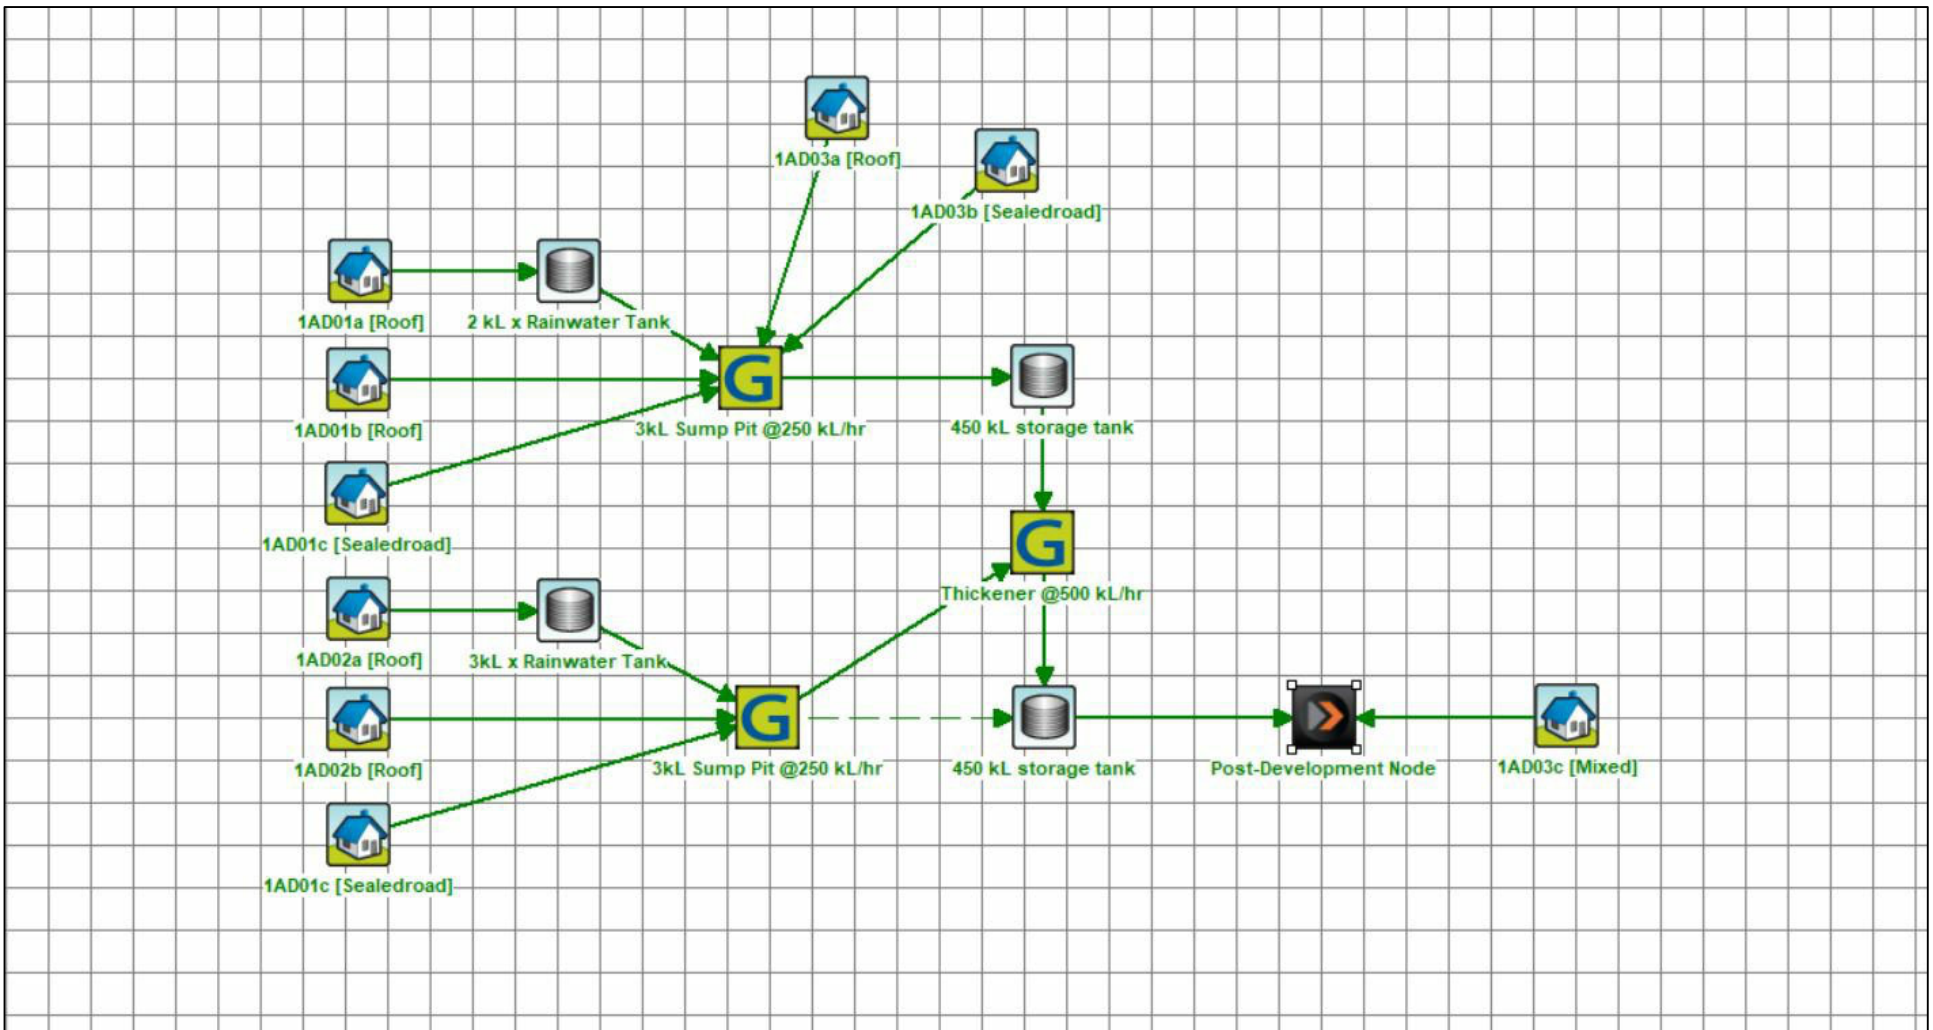 1AD03a [Roof]
1AD03b [Sealedroad]
1AD01a [Roof]
2 kL x Rainwater Tank
1AD01b [Roof]
G
3kL Sump Pit @250 kL/hr
450 kL storage tank
1AD01c [Sealedroad]
G
Thickener @500 kL/hr
1AD02a [Roof]
3kL x Rainwater Tank
1AD02b [Roof]
G
3kL Sump Pit @250 kL/hr
450 kL storage tank
Post-Development Node
1AD03c [Mixed]
1AD01c [Sealedroad]